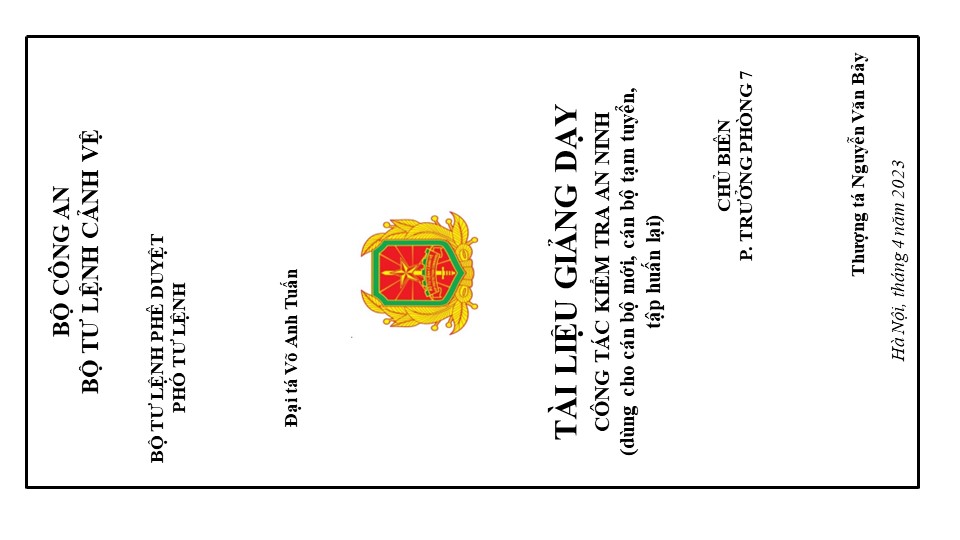 BỘ CÔNG AN
BỘ TƯ LỆNH CẢNH VỆ
BỘ TƯ LỆNH PHÊ DUYỆT
PHÓ TƯ LỆNH
Đại tá Võ Anh Tuấn
TÀI LIỆU GIẢNG DẠY
CÔNG TÁC KIỂM TRA AN NINH
(dùng cho cán bộ mới, cán bộ tạm tuyển,
tập huấn lại)
CHỦ BIÊN
P. TRƯỞNG PHÒNG 7
Thượng tá Nguyễn Văn Bảy
Hà Nội, tháng 4 năm 2023